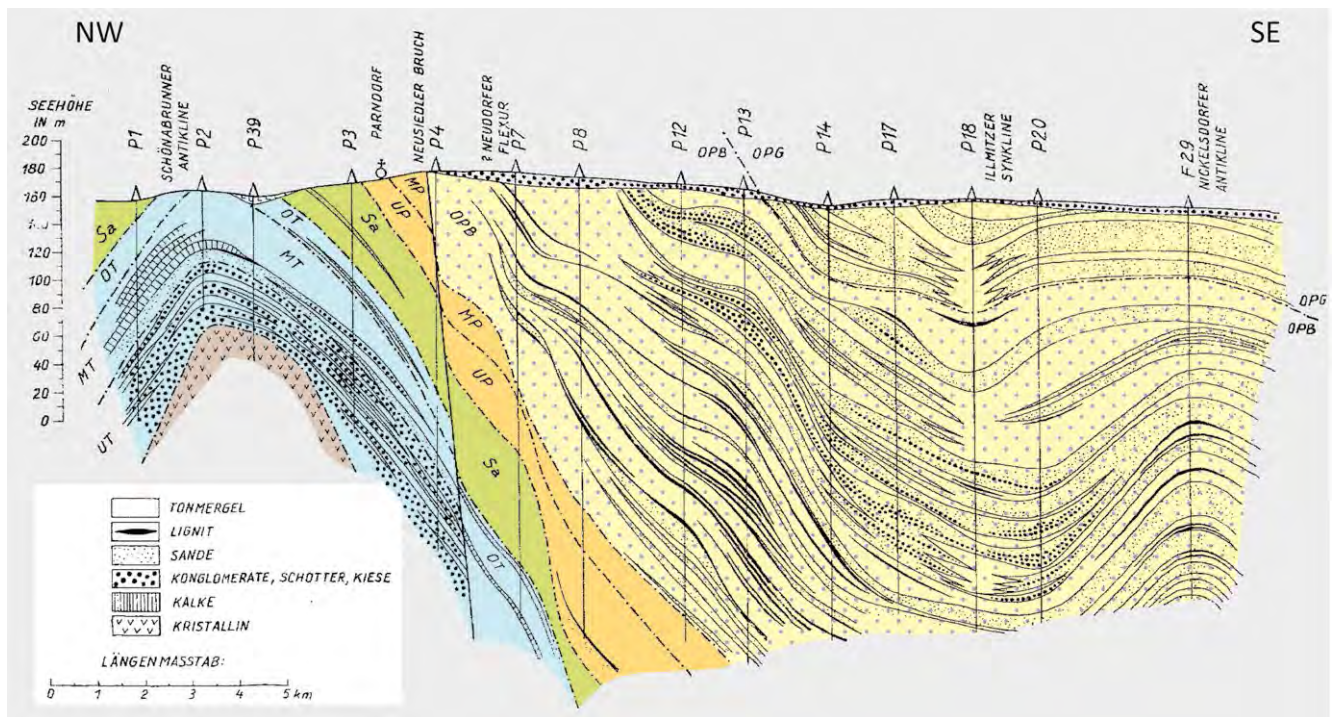 NW
SE
SEEHÖHE
IN m
200
180
160
140
120
100
80
60
40
20
0
P1
SCHÖNABRUNNER
ANTIKLINE
P2
P39
P3
PARNDORF
NEUSIEDLER BRUCH
P4
? NEUDORFER
FLEXUR
P7
P8
P12
OPB
P13
OPG
P14
P17
P18
ILLMITZER
SYNKLINE
P20
F 29
NICKELSDORFER
ANTIKLINE
Sa
OT
MT
UT
OT
MT
Sa
UP
MP
OPB
MP
UP
Sa
OT
OPG
OPB
TONMERGEL
LIGNIT
SANDE
KONGLOMERATE, SCHOTTER, KIESE
KALKE
KRISTALLIN
LÄNGENMASSTAB:
0 1 2 3 4 5 km